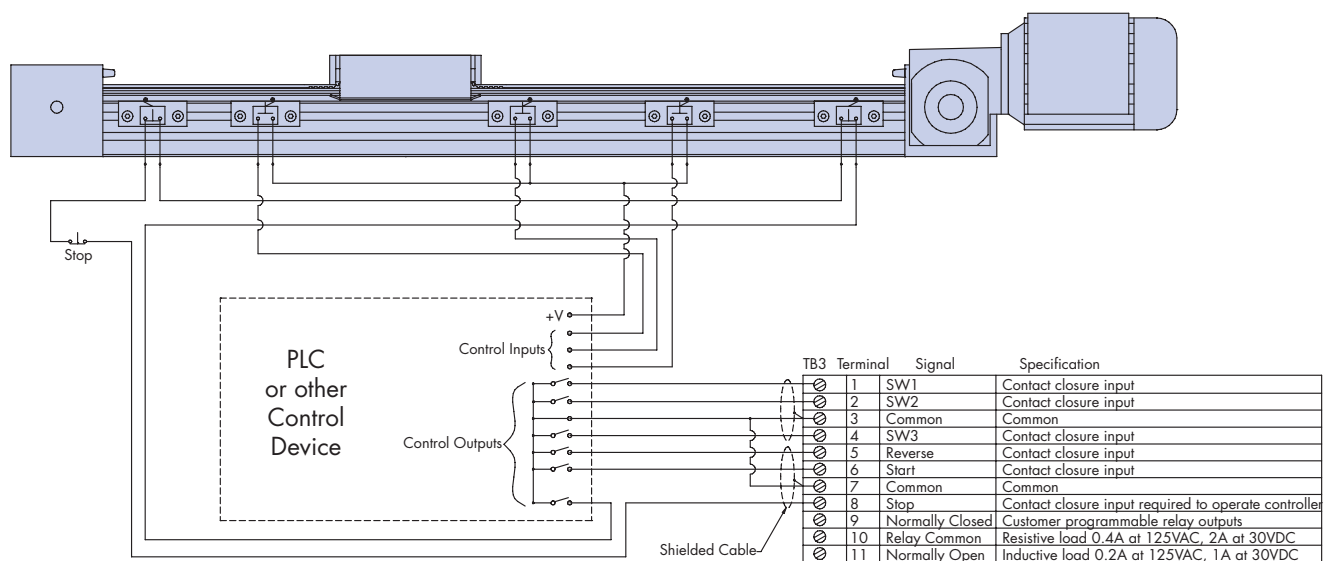 Stop
+V
Control Inputs
PLC
or other
Control
Device
Control Outputs
Shielded Cable
TB3 Terminal Signal Specification
1 SW1 Contact closure input
2 SW2 Contact closure input
3 Common Common
4 SW3 Contact closure input
5 Reverse Contact closure input
6 Start Contact closure input
7 Common Common
8 Stop Contact closure input required to operate controller
9 Normally Closed Customer programmable relay outputs
10 Relay Common Resistive load 0.4A at 125VAC, 2A at 30VDC
11 Normally Open Inductive load 0.2A at 125VAC, 1A at 30VDC